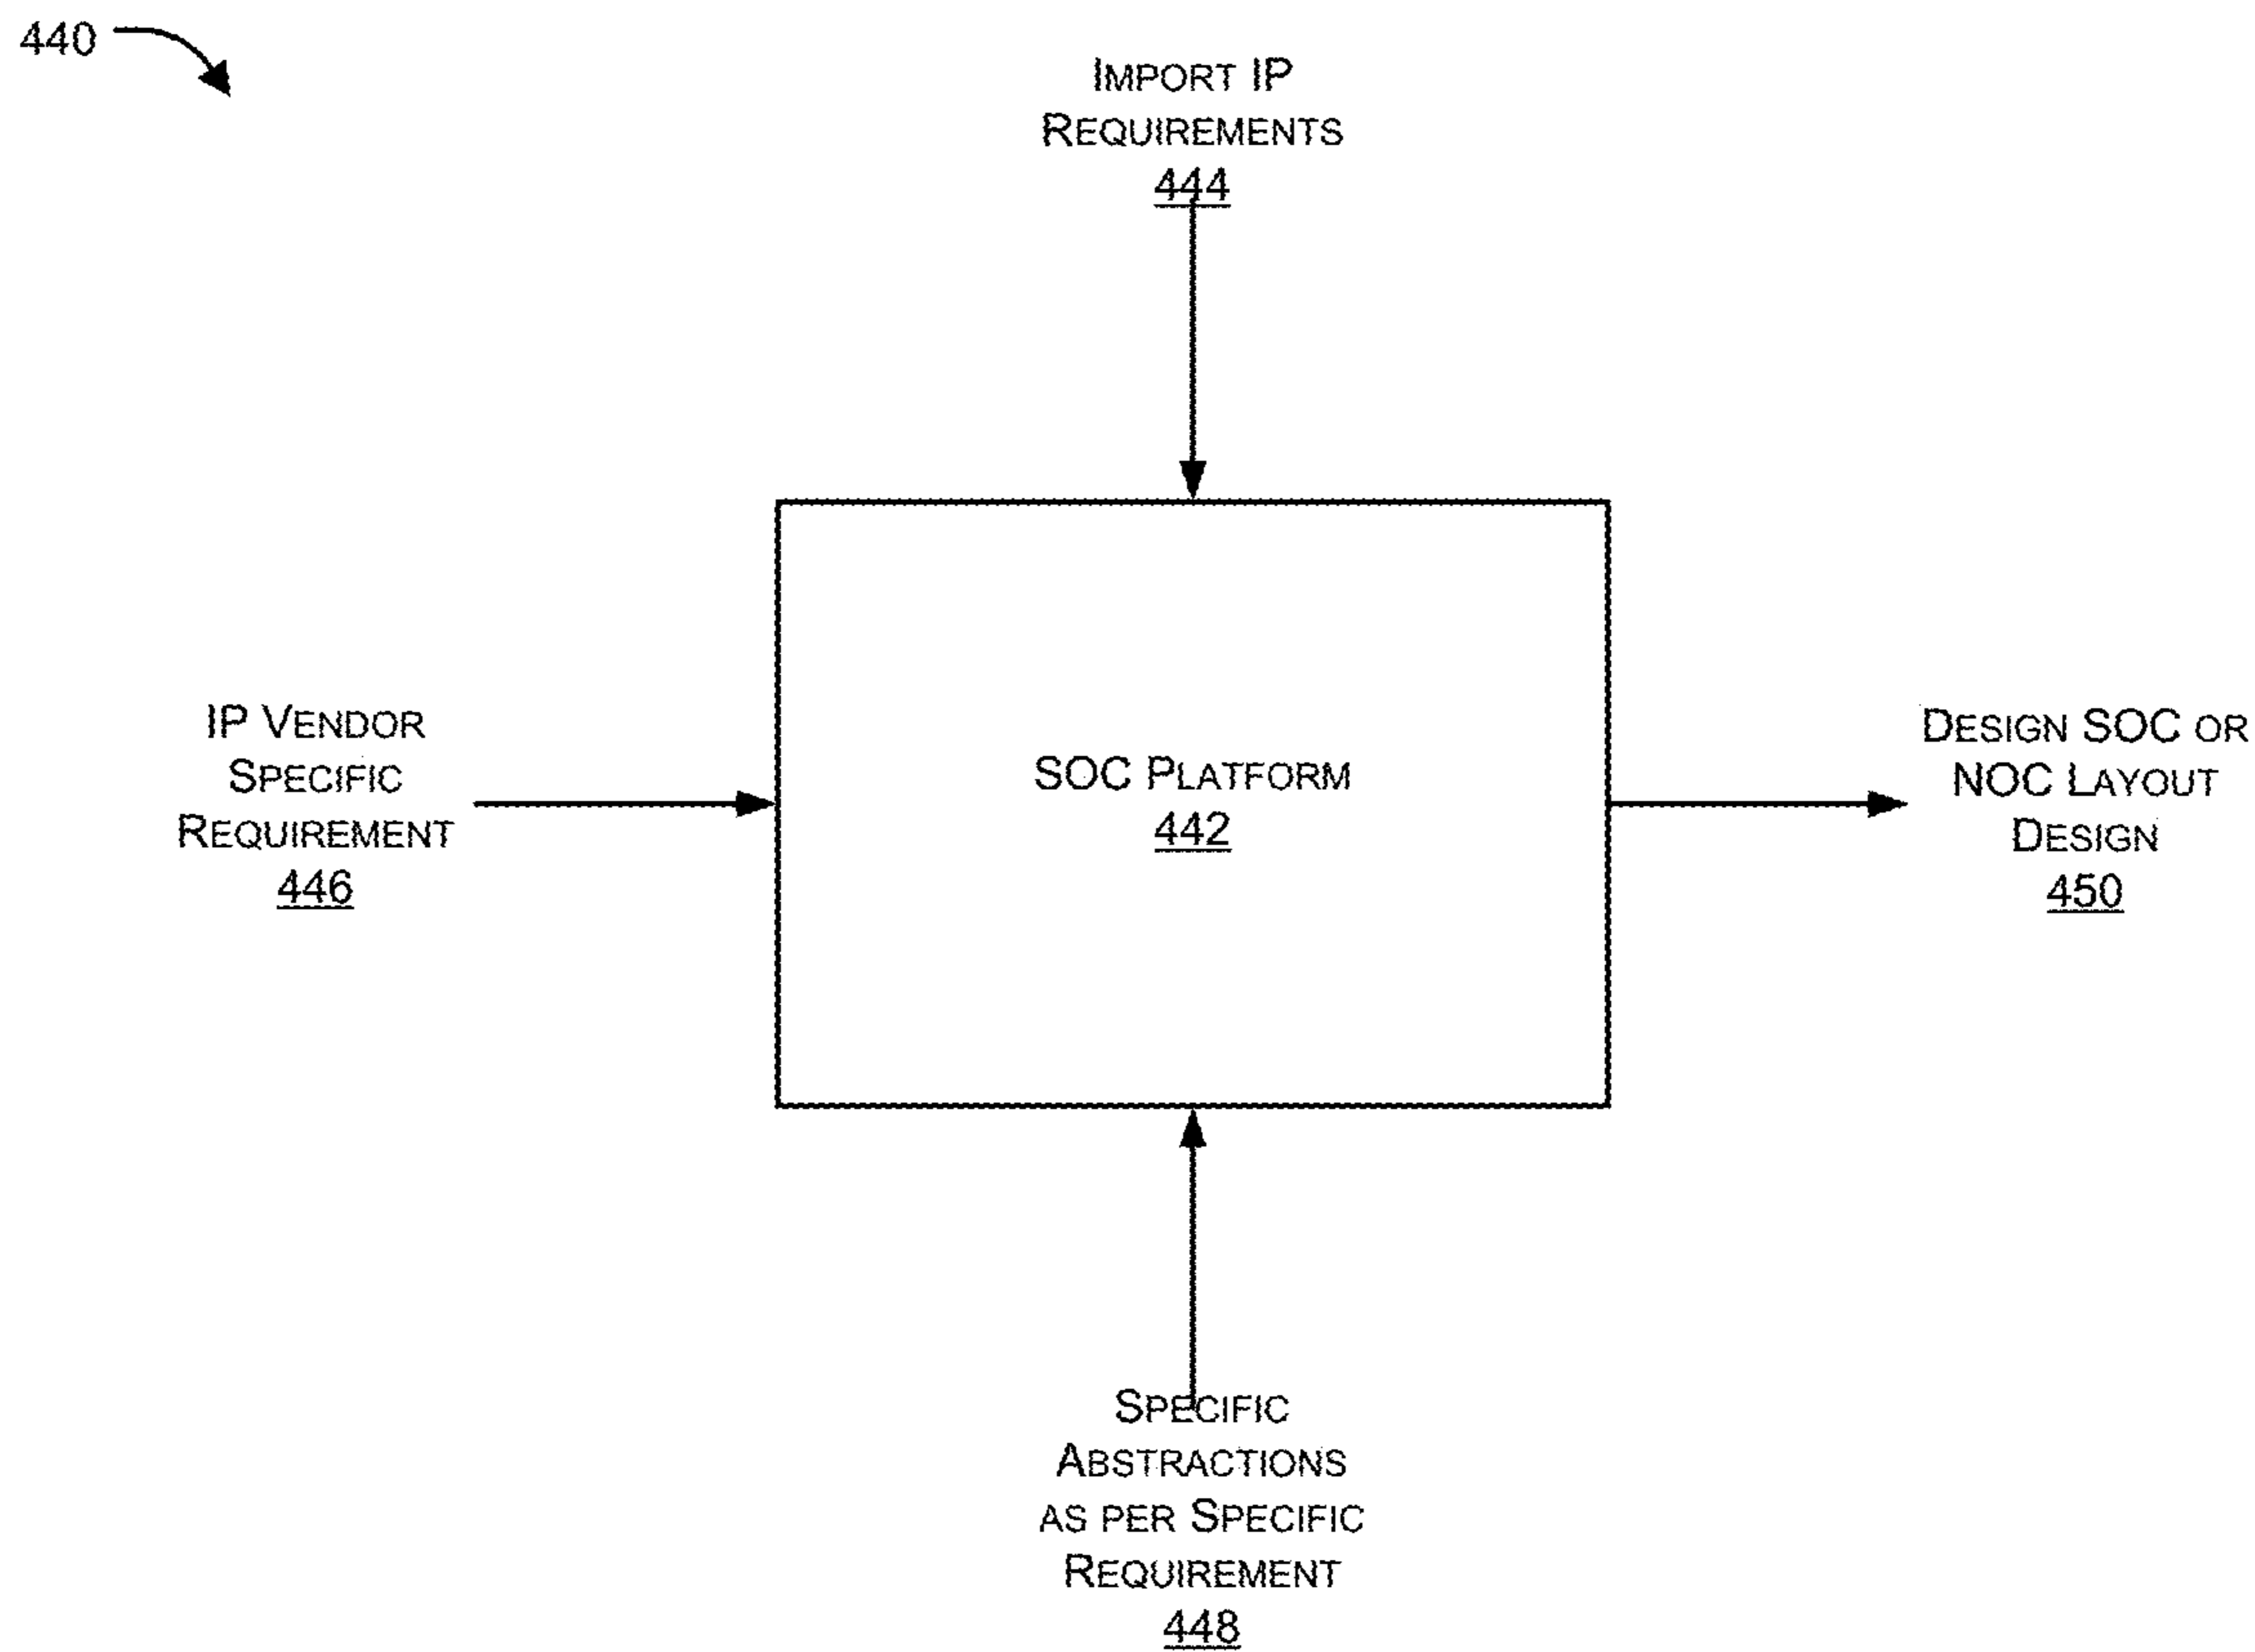 440
IMPORT IP
REQUIREMENTS
444
IP VENDOR
SPECIFIC
REQUIREMENT
446
SOC PLATFORM
442
DESIGN SOC OR
NOC LAYOUT
DESIGN
450
SPECIFIC
ABSTRACTIONS
AS PER SPECIFIC
REQUIREMENT
448